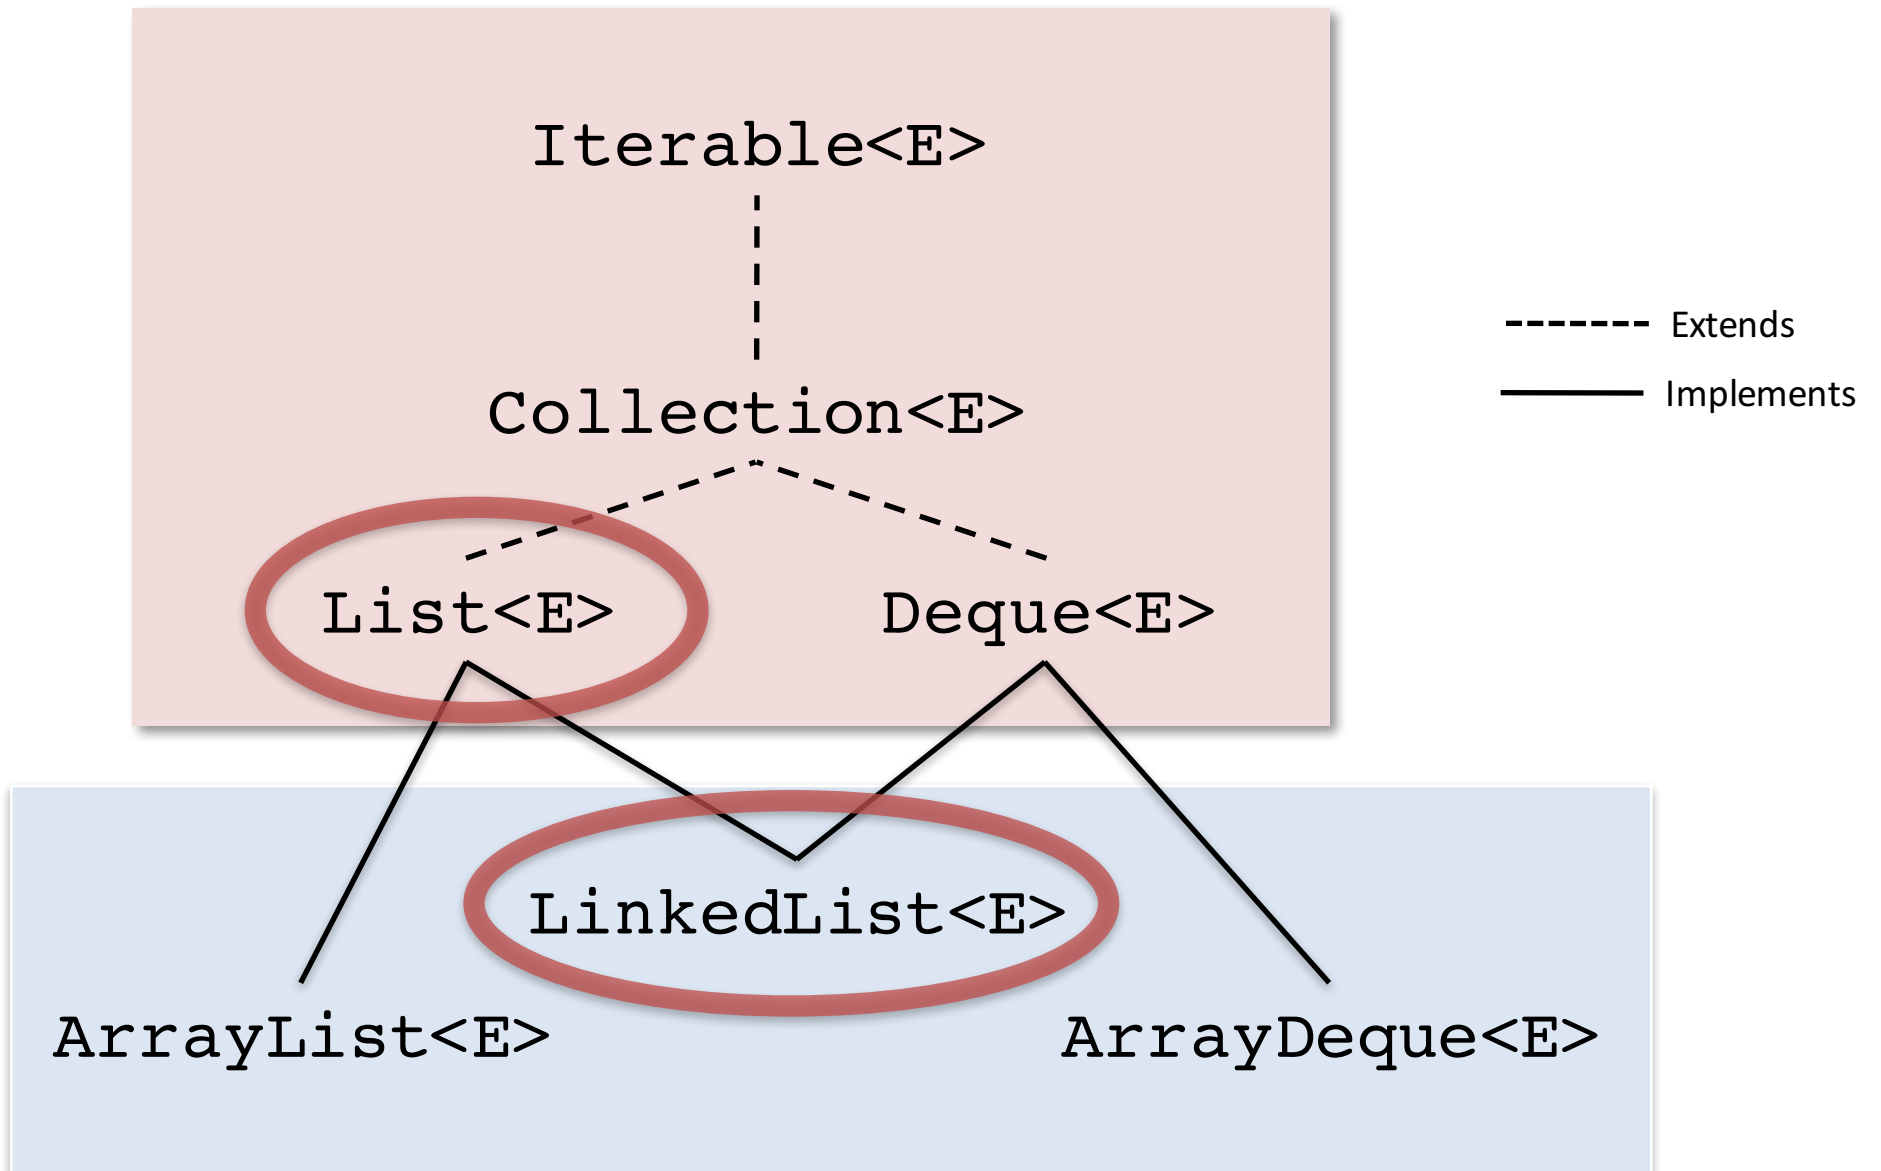 Iterable<E>
Extends
Implements
Collection<E>
List<E>
Deque<E>
LinkedList<E>
ArrayList<E>
ArrayDeque<E>